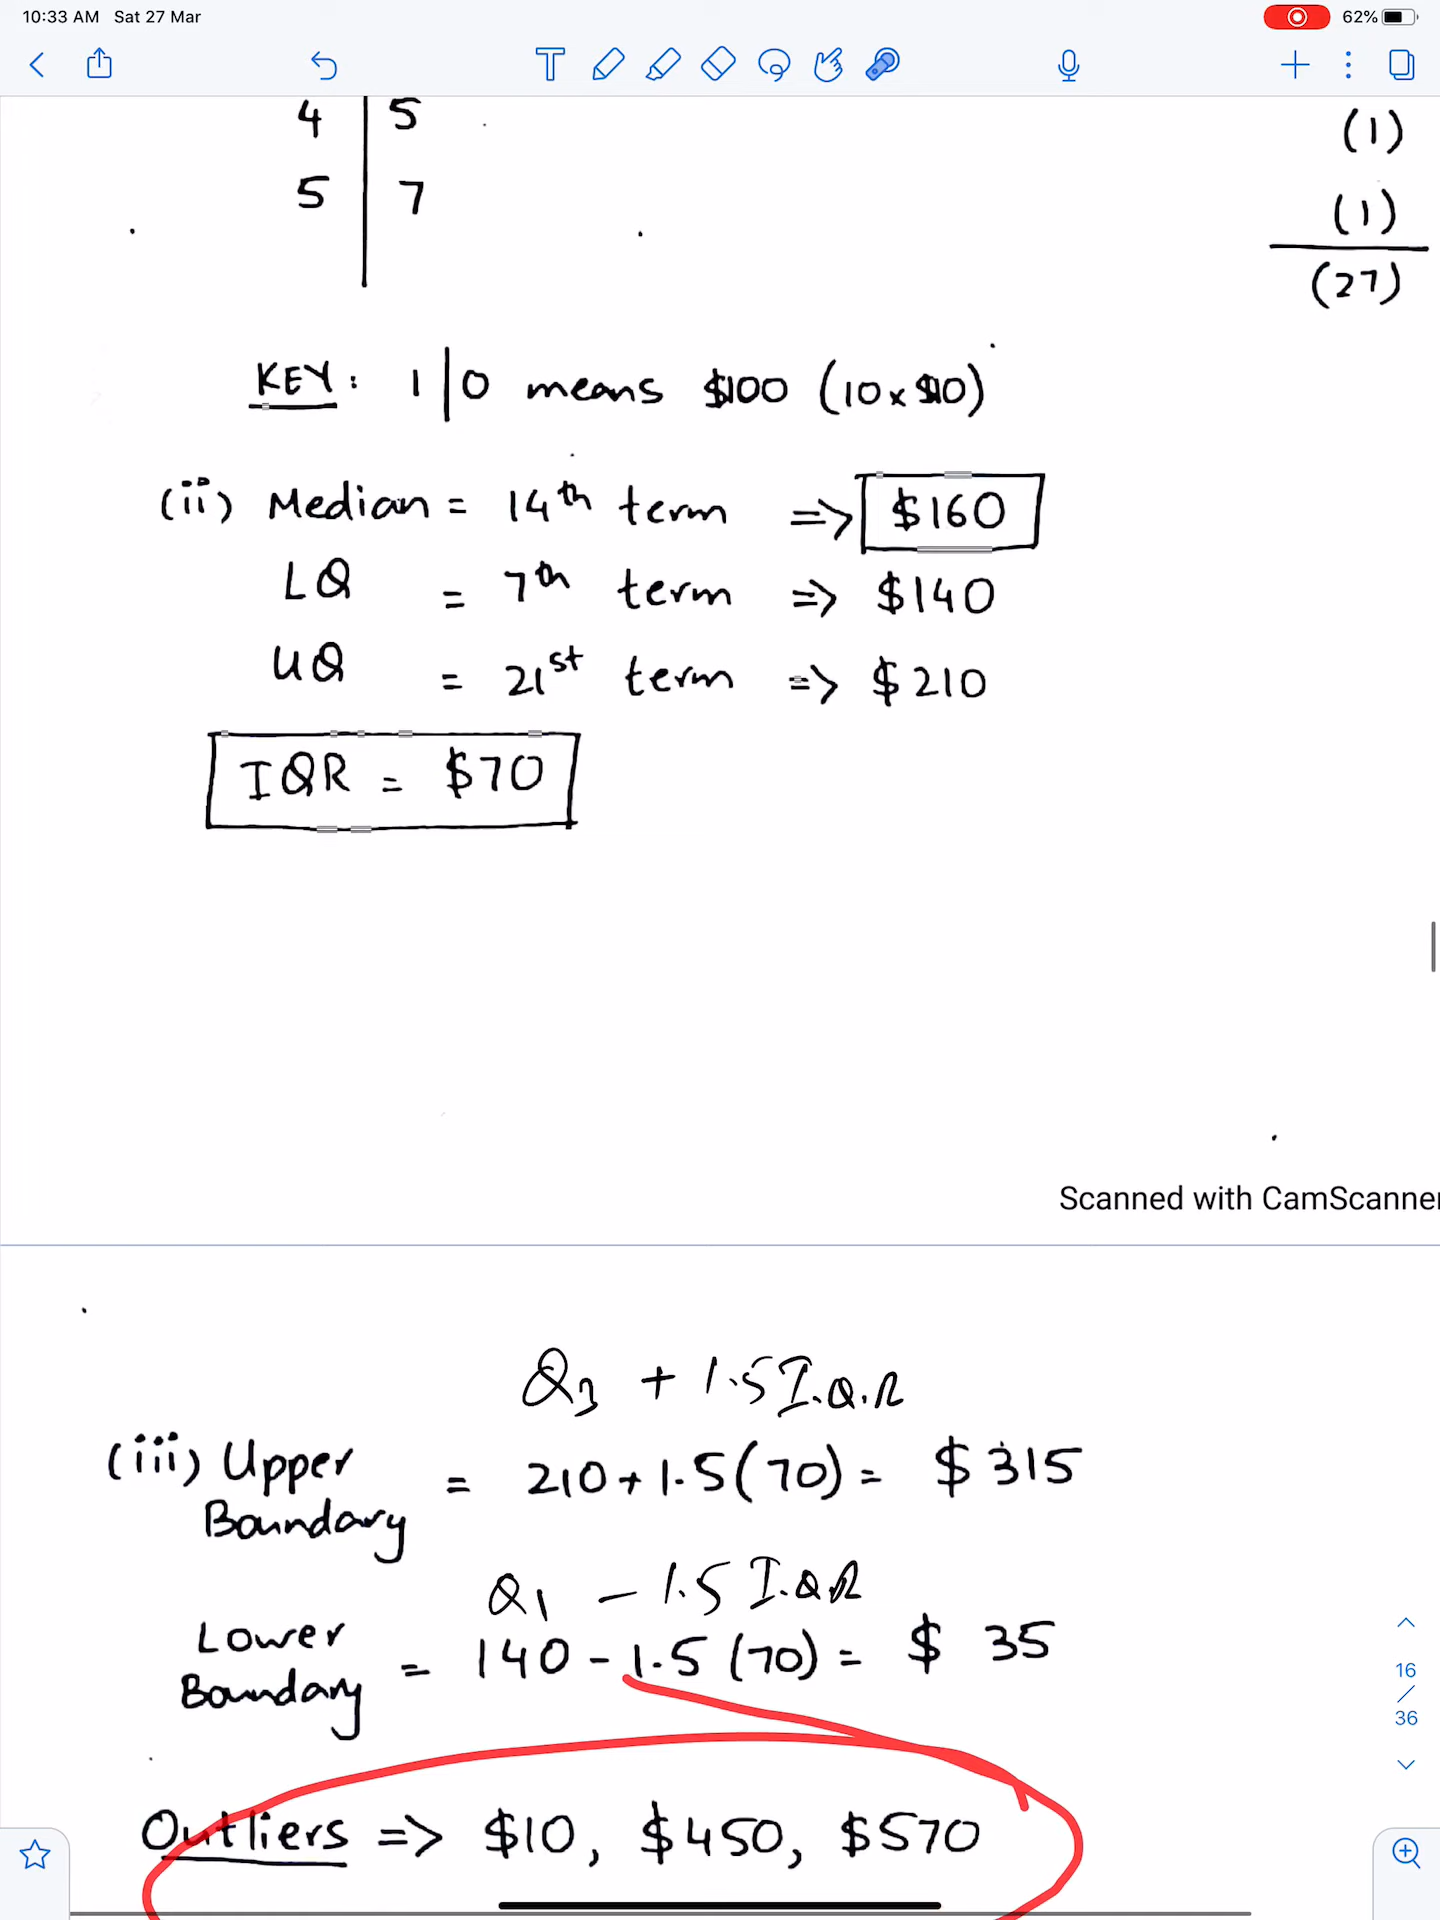 10:33 AM Sat 27 Mar 62%
4 | 5 (1)
5 | 7 (1)
(27)
KEY: 1|0 means $100 (10x$10)
(ii) Median = 14th term => $160
LQ = 7th term => $140
UQ = 21st term => $210
IQR = $70
Scanned with CamScanner
Q3 + 1.5 I.Q.R
(iii) Upper Boundary = 210 + 1.5(70) = $315
Q1 - 1.5 I.QR
Lower Boundary = 140 - 1.5(70) = $ 35
16
/
36
Outliers => $10, $450, $570